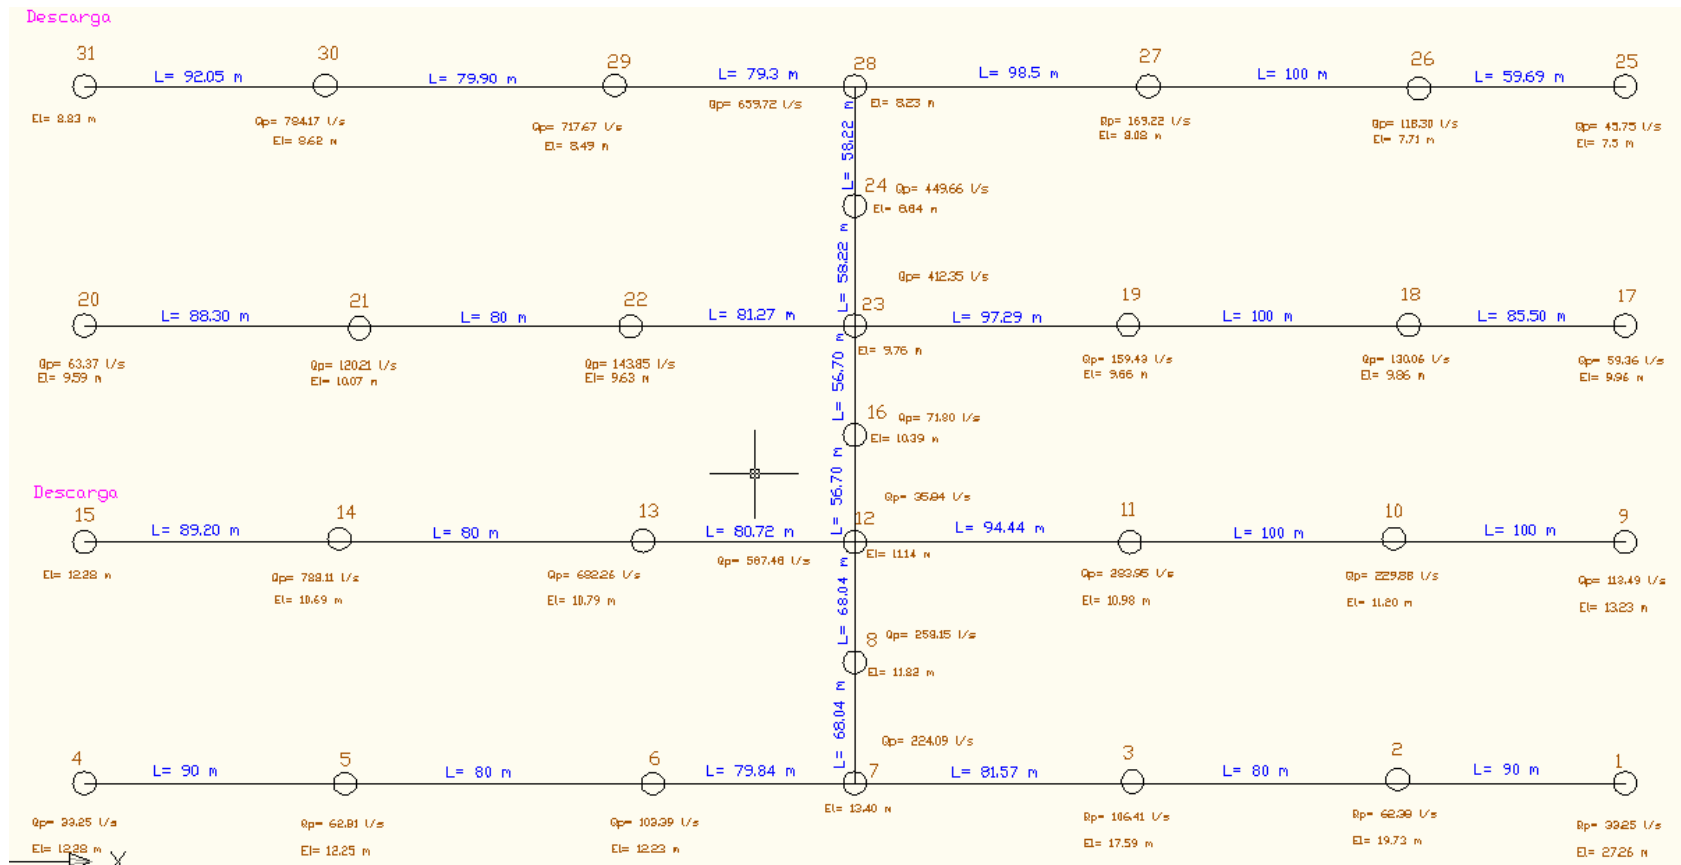 Descarga
31
30
29
28
27
26
25
L= 92.05 m
L= 79.90 m
L= 79.3 m
L= 98.5 m
L= 100 m
L= 59.69 m
El= 8.83 m
Qp= 784.17 l/s
El= 8.62 m
Qp= 717.67 l/s
El= 8.49 m
Qp= 659.72 l/s
El= 8.23 m
Qp= 169.22 l/s
El= 8.08 m
Qp= 118.30 l/s
El= 7.71 m
Qp= 45.75 l/s
El= 7.5 m
L= 58.22 m
24
Qp= 449.66 l/s
El= 8.84 m
L= 58.22 m
Qp= 412.35 l/s
20
21
22
23
19
18
17
L= 88.30 m
L= 80 m
L= 81.27 m
L= 97.29 m
L= 100 m
L= 85.50 m
Qp= 63.37 l/s
El= 9.59 m
Qp= 120.21 l/s
El= 10.07 m
Qp= 143.85 l/s
El= 9.63 m
El= 9.76 m
Qp= 159.43 l/s
El= 9.66 m
Qp= 130.06 l/s
El= 9.86 m
Qp= 59.36 l/s
El= 9.96 m
L= 56.70 m
16
Qp= 71.80 l/s
El= 10.39 m
L= 56.70 m
Descarga
Qp= 35.84 l/s
15
14
13
12
11
10
9
L= 89.20 m
L= 80 m
L= 80.72 m
L= 94.44 m
L= 100 m
L= 100 m
El= 12.28 m
Qp= 788.11 l/s
El= 10.69 m
Qp= 682.26 l/s
El= 10.79 m
Qp= 587.48 l/s
El= 11.14 m
Qp= 283.95 l/s
El= 10.98 m
Qp= 229.88 l/s
El= 11.20 m
Qp= 113.49 l/s
El= 13.23 m
L= 68.04 m
8
Qp= 258.15 l/s
El= 11.82 m
L= 68.04 m
Qp= 224.09 l/s
4
5
6
7
3
2
1
L= 90 m
L= 80 m
L= 79.84 m
L= 81.57 m
L= 80 m
L= 90 m
Qp= 33.25 l/s
El= 12.28 m
Qp= 62.81 l/s
El= 12.25 m
Qp= 103.39 l/s
El= 12.23 m
El= 13.40 m
Qp= 106.41 l/s
El= 17.59 m
Qp= 62.38 l/s
El= 19.73 m
Qp= 33.25 l/s
El= 27.26 m
X